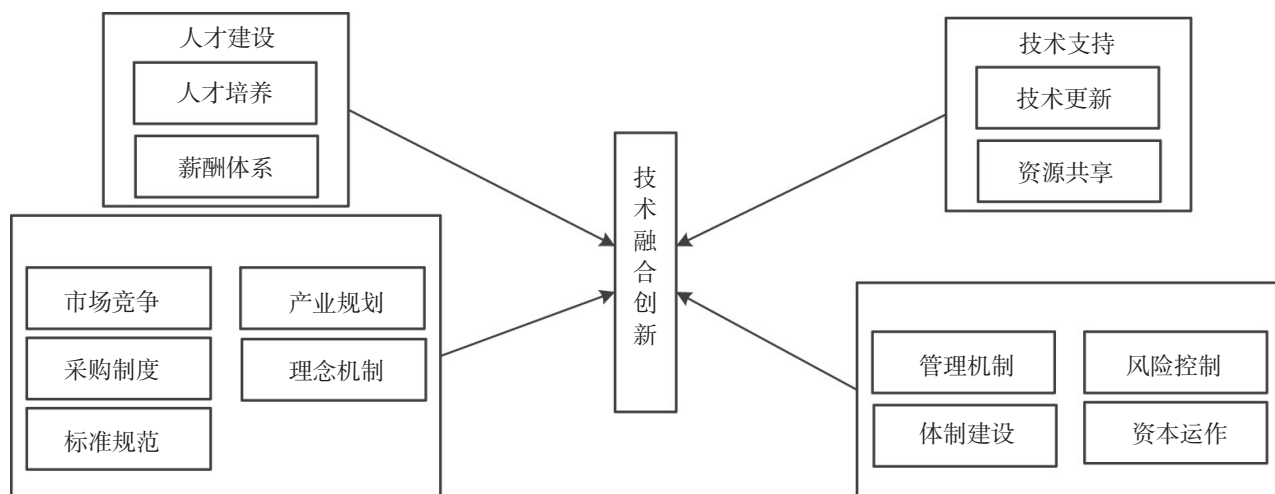 人才建设
人才培养
薪酬体系
市场竞争
产业规划
采购制度
理念机制
标准规范
技术融合创新
技术支持
技术更新
资源共享
管理机制
风险控制
体制建设
资本运作